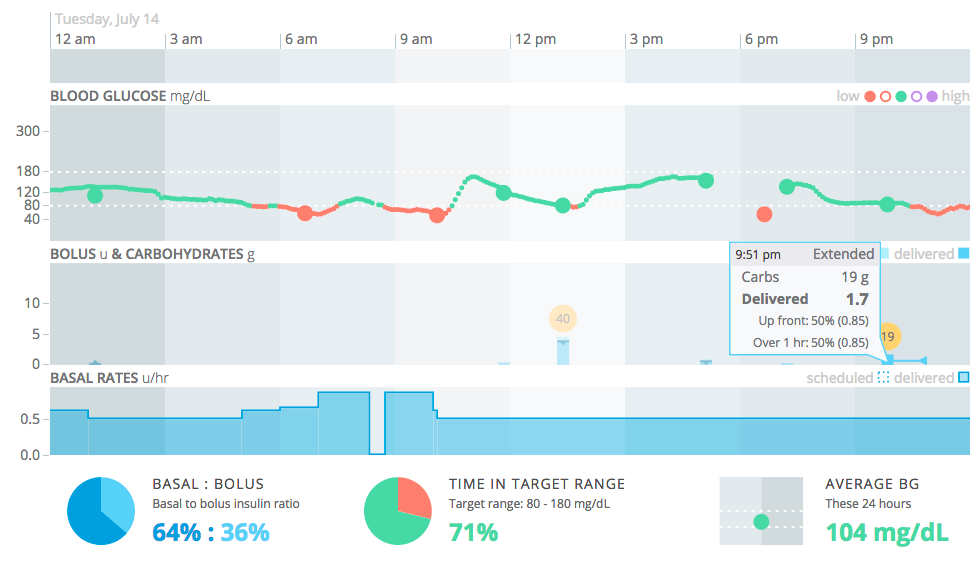 Tuesday, July 14
12 am 3 am 6 am 9 am 12 pm 3 pm 6 pm 9 pm
BLOOD GLUCOSE mg/dL low high
300
180
120
80
40
BOLUS u & CARBOHYDRATES g delivered
9:51 pm Extended
Carbs 19 g
Delivered 1.7
Up front: 50% (0.85)
Over 1 hr: 50% (0.85)
10
5
0
40
19
BASAL RATES u/hr scheduled delivered
0.5
0.0
BASAL : BOLUS
Basal to bolus insulin ratio
64% : 36%
TIME IN TARGET RANGE
Target range: 80 - 180 mg/dL
71%
AVERAGE BG
These 24 hours
104 mg/dL